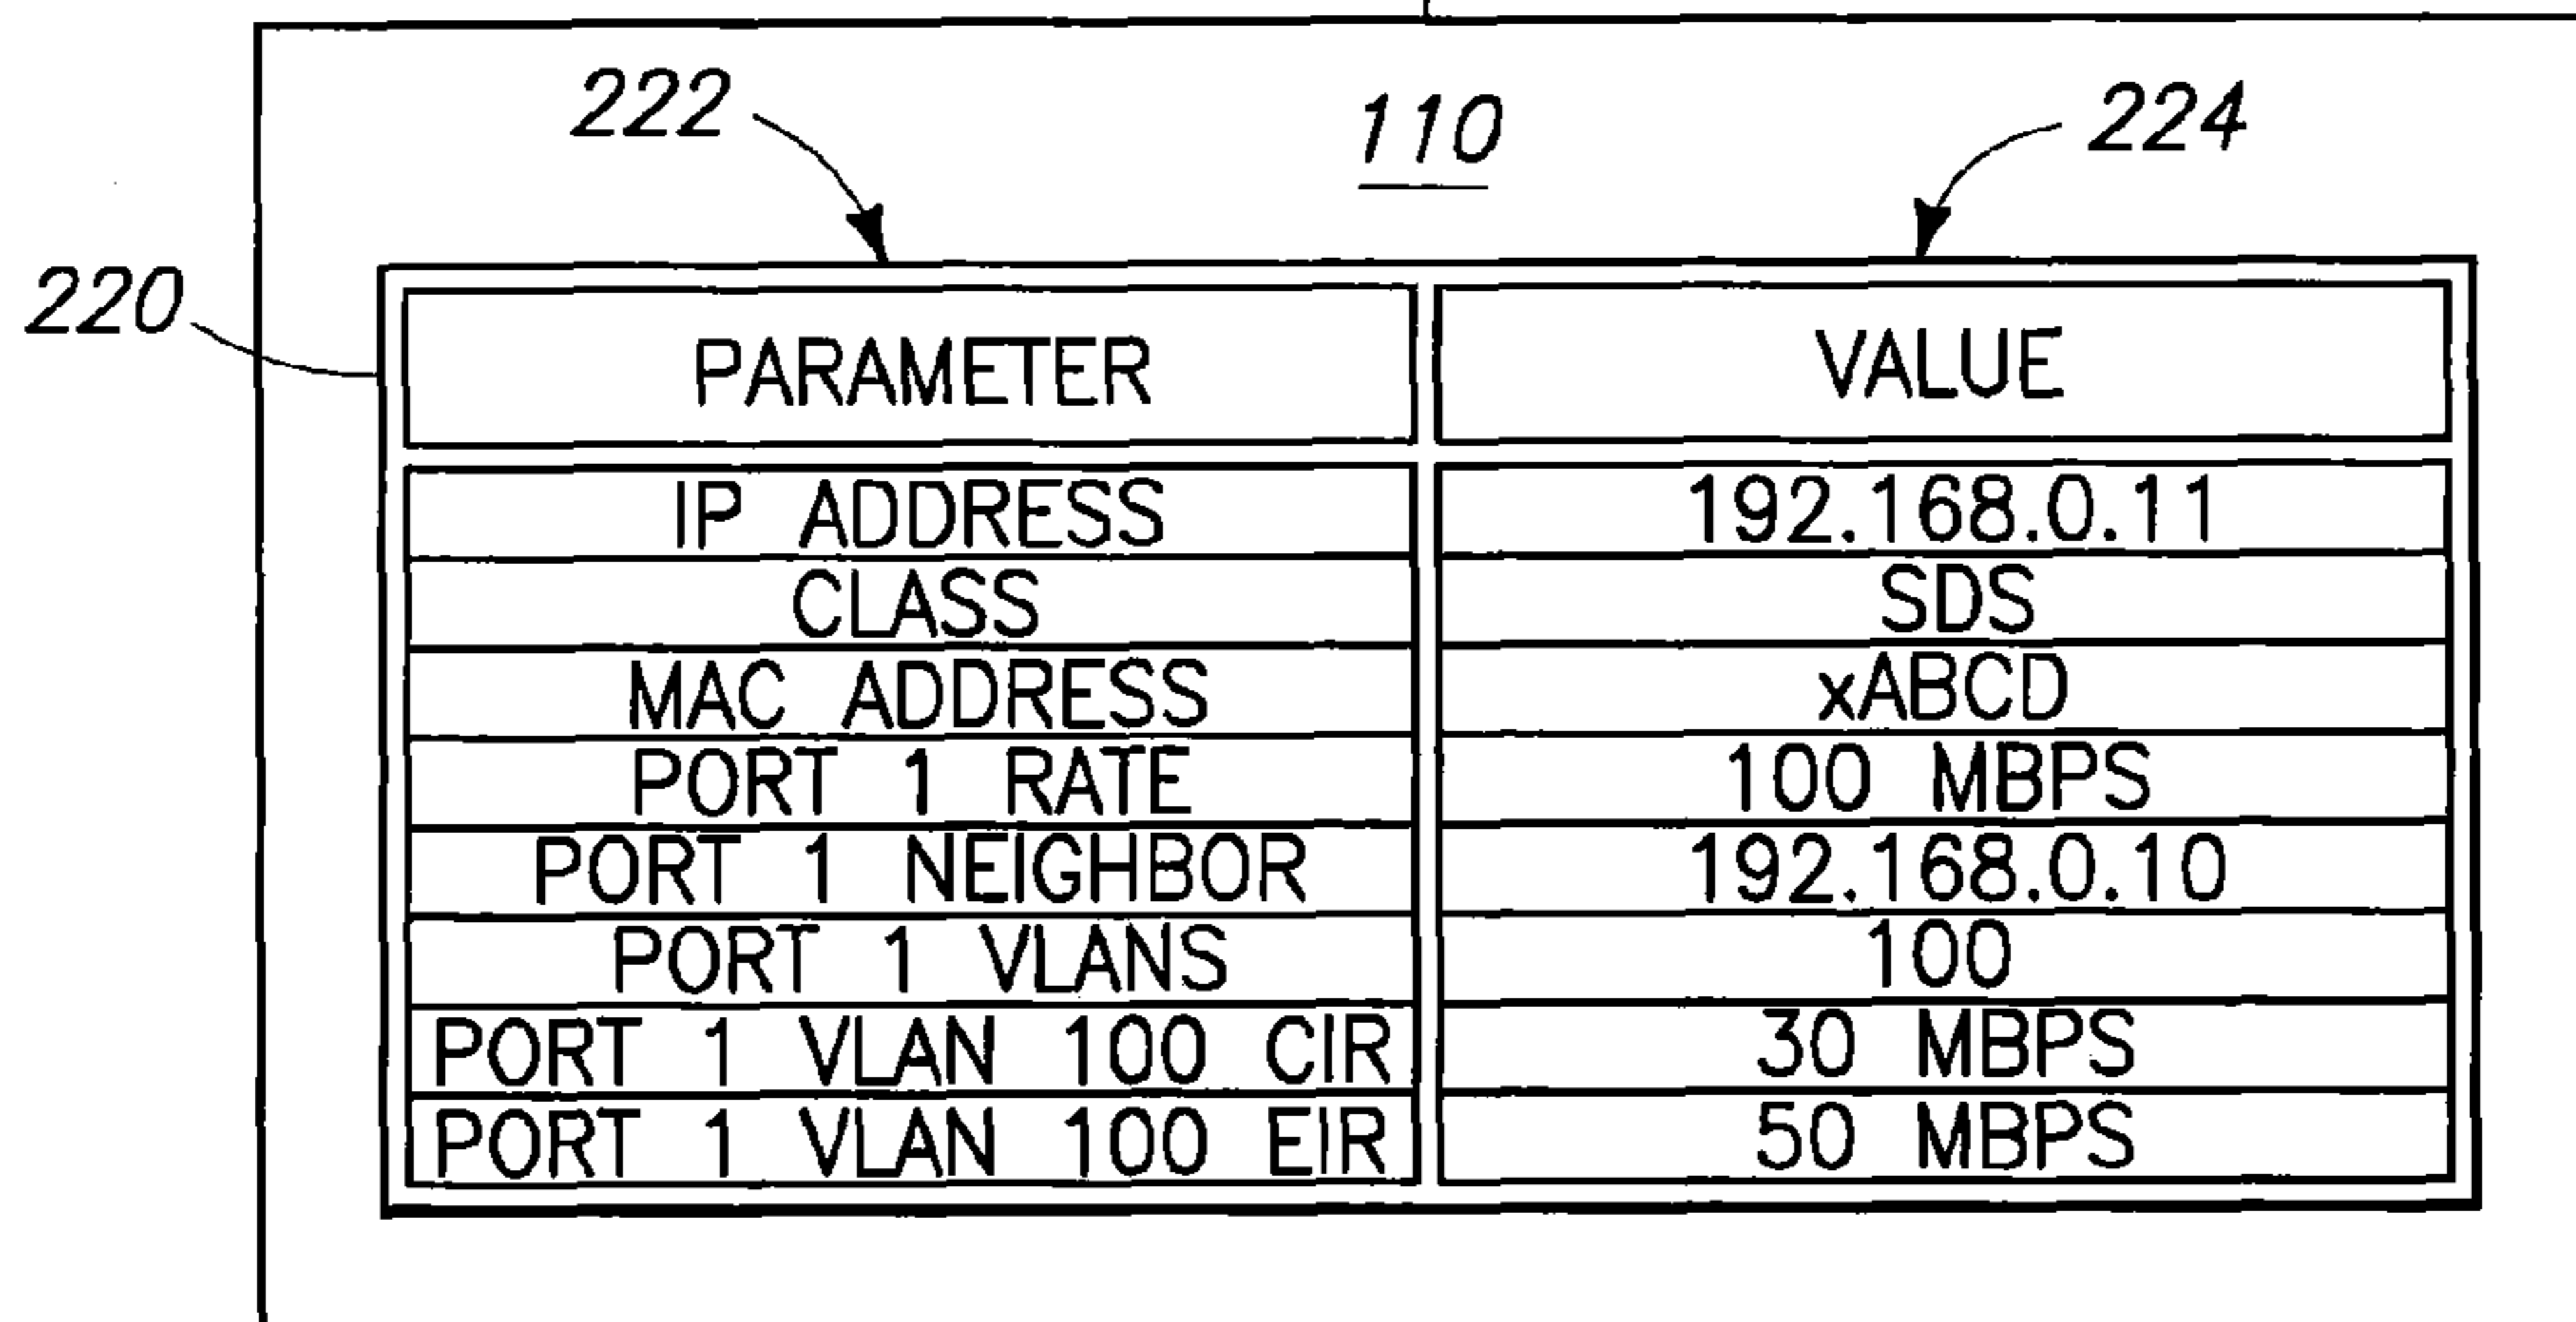 222
110
224
220
PARAMETER VALUE
IP ADDRESS 192.168.0.11
CLASS SDS
MAC ADDRESS xABCD
PORT 1 RATE 100 MBPS
PORT 1 NEIGHBOR 192.168.0.10
PORT 1 VLANS 100
PORT 1 VLAN 100 CIR 30 MBPS
PORT 1 VLAN 100 EIR 50 MBPS